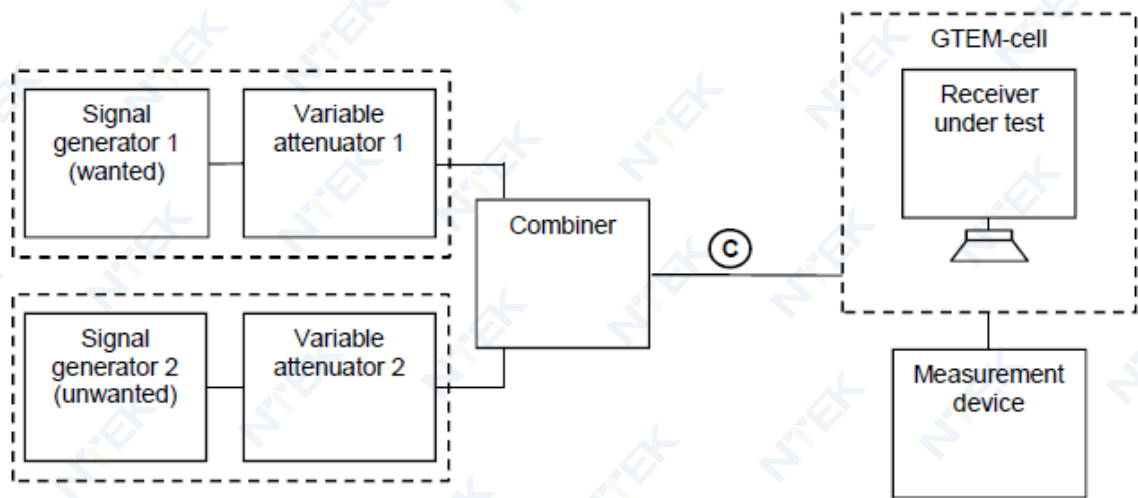 GTEM-cell
Signal
generator 1
(wanted)
Variable
attenuator 1
Receiver
under test
Combiner
C
Signal
generator 2
(unwanted)
Variable
attenuator 2
Measurement
device
NTEK